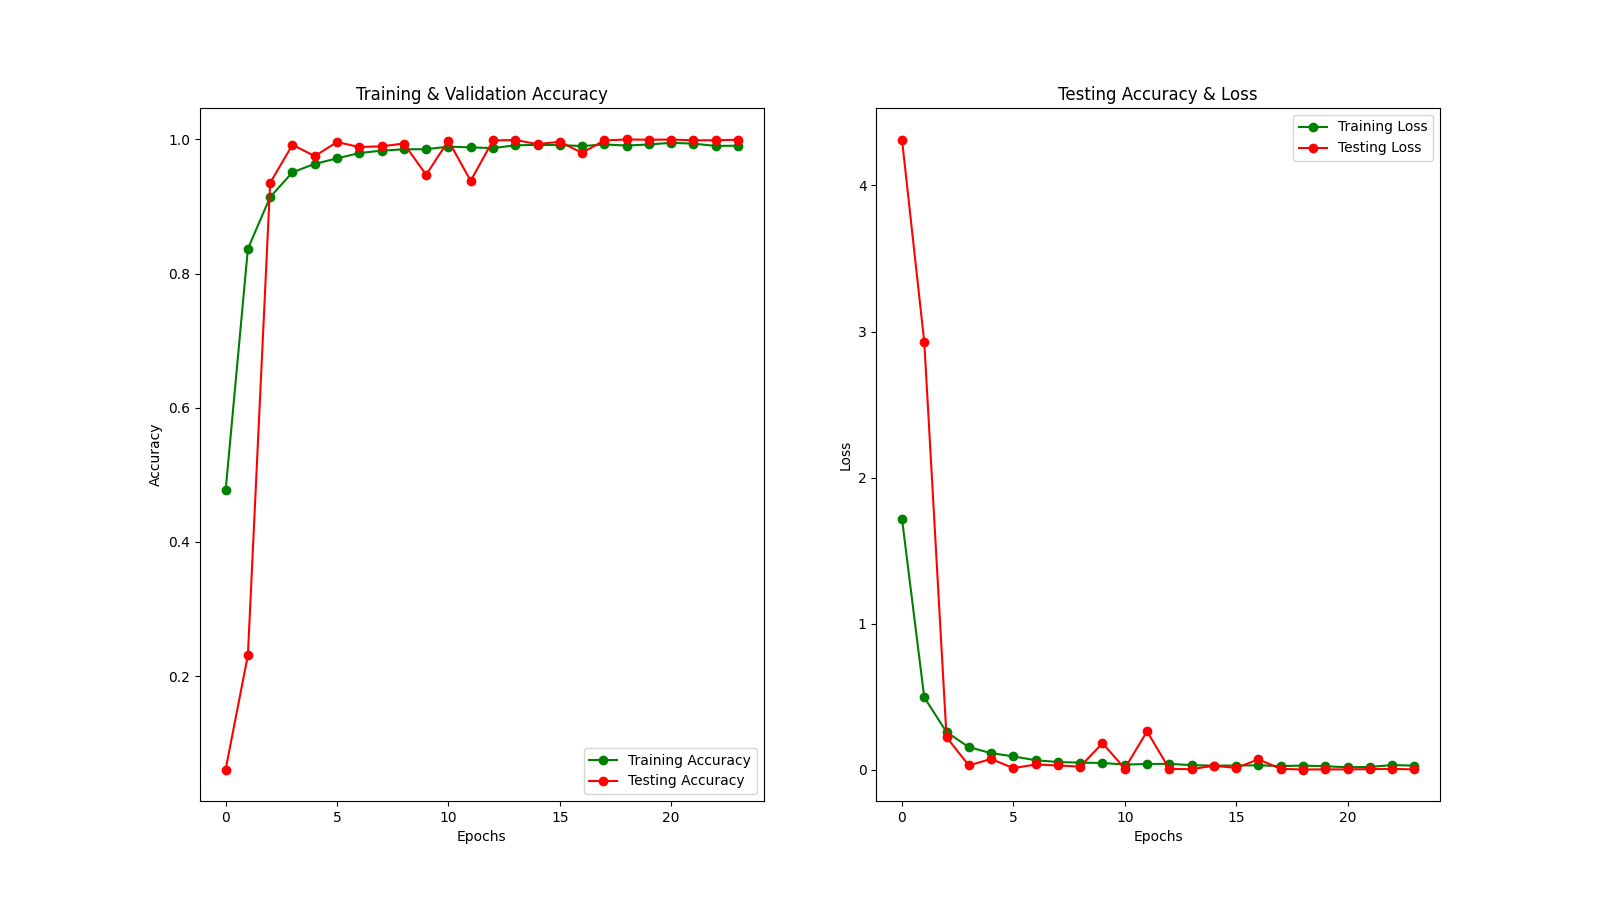 Training & Validation Accuracy
1.0
0.8
0.6
0.4
0.2
Accuracy
Training Accuracy
Testing Accuracy
0 5 10 15 20
Epochs
Testing Accuracy & Loss
Training Loss
Testing Loss
4
3
2
1
0
Loss
0 5 10 15 20
Epochs